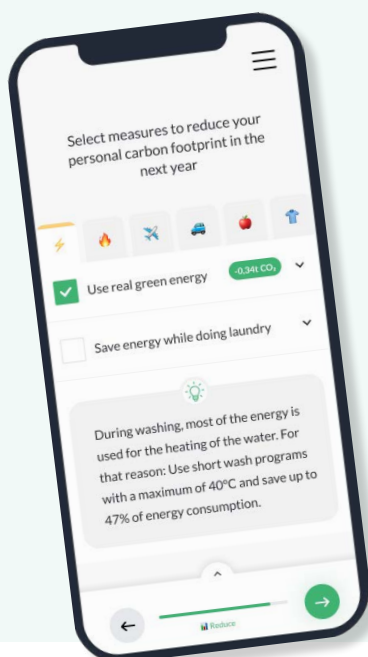 Select measures to reduce your
personal carbon footprint in the
next year
Use real green energy
-0,34t CO₂
Save energy while doing laundry
During washing, most of the energy is
used for the heating of the water. For
that reason: Use short wash programs
with a maximum of 40°C and save up to
47% of energy consumption.
Reduce